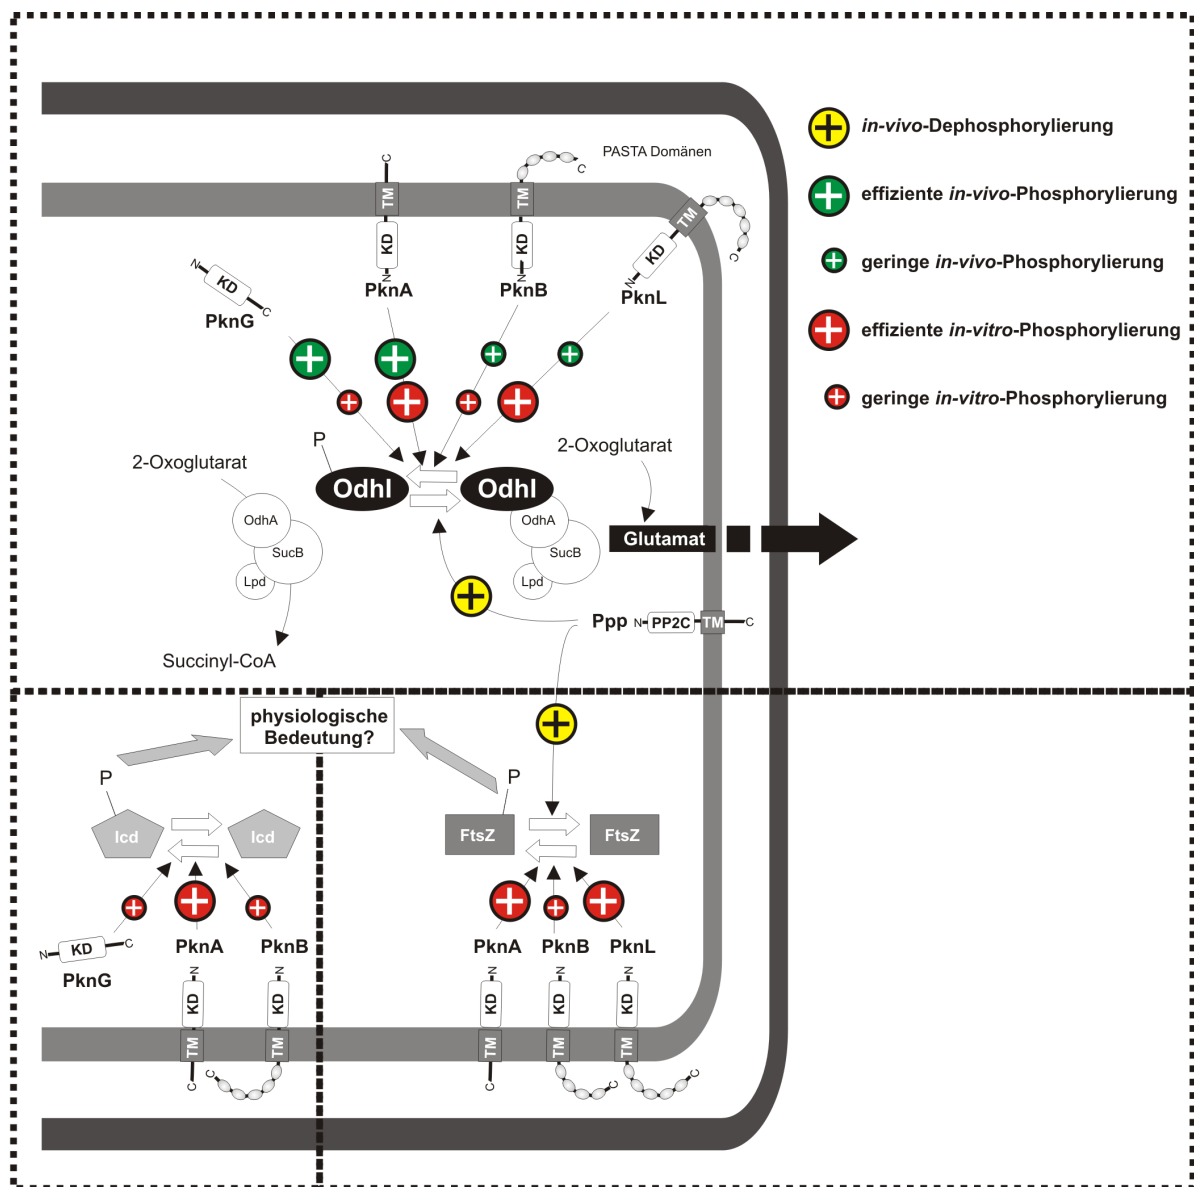 in-vivo-Dephosphorylierung
effiziente in-vivo-Phosphorylierung
geringe in-vivo-Phosphorylierung
effiziente in-vitro-Phosphorylierung
geringe in-vitro-Phosphorylierung
PASTA Domänen
C
TM
KD
N
PknA
C
TM
KD
N
PknB
C
TM
KD
N
PknL
N
KD
C
PknG
P
OdhI
OdhI
2-Oxoglutarat
OdhA
SucB
Lpd
Succinyl-CoA
2-Oxoglutarat
OdhA
SucB
Lpd
Glutamat
Ppp
N
PP2C
TM
C
physiologische
Bedeutung?
P
Icd
Icd
N
KD
C
PknG
PknA
N
KD
TM
C
PknB
N
KD
TM
C
P
FtsZ
FtsZ
PknA
N
KD
TM
C
PknB
N
KD
TM
C
PknL
N
KD
TM
C